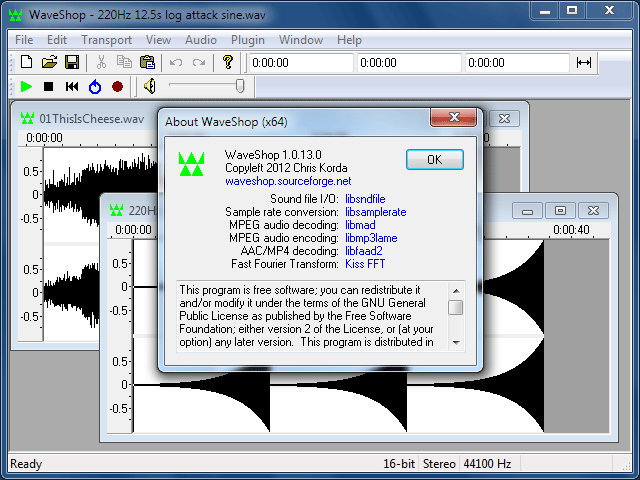 WaveShop - 220Hz 12.5s log attack sine.wav
File Edit Transport View Audio Plugin Window Help
0:00:00 0:00:00 0:00:00
01ThisIsCheese.wav
0:00:00
0.5
0
-0.5
0.5
0
-0.5
220Hz
0:00:00 0:00:40
0.5
0
-0.5
0.5
0
-0.5
About WaveShop (x64)
WaveShop 1.0.13.0
Copyleft 2012 Chris Korda
waveshop.sourceforge.net
OK
Sound file I/O: libsndfile
Sample rate conversion: libsamplerate
MPEG audio decoding: libmad
MPEG audio encoding: libmp3lame
AAC/MP4 decoding: libfaad2
Fast Fourier Transform: Kiss FFT
This program is free software; you can redistribute it
and/or modify it under the terms of the GNU General
Public License as published by the Free Software
Foundation; either version 2 of the License, or (at your
option) any later version. This program is distributed in
Ready 16-bit Stereo 44100 Hz